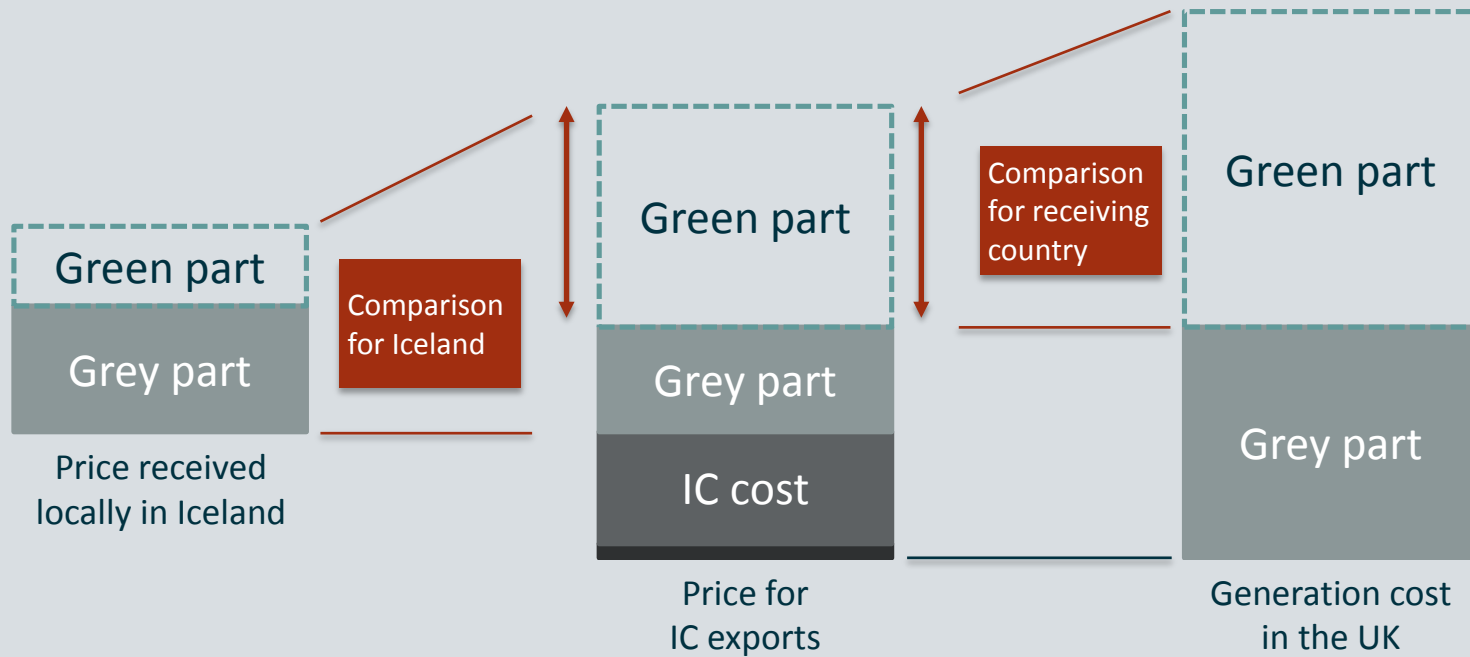 Green part
Grey part
Price received
locally in Iceland
Comparison
for Iceland
Green part
Grey part
IC cost
Price for
IC exports
Comparison
for receiving
country
Green part
Grey part
Generation cost
in the UK